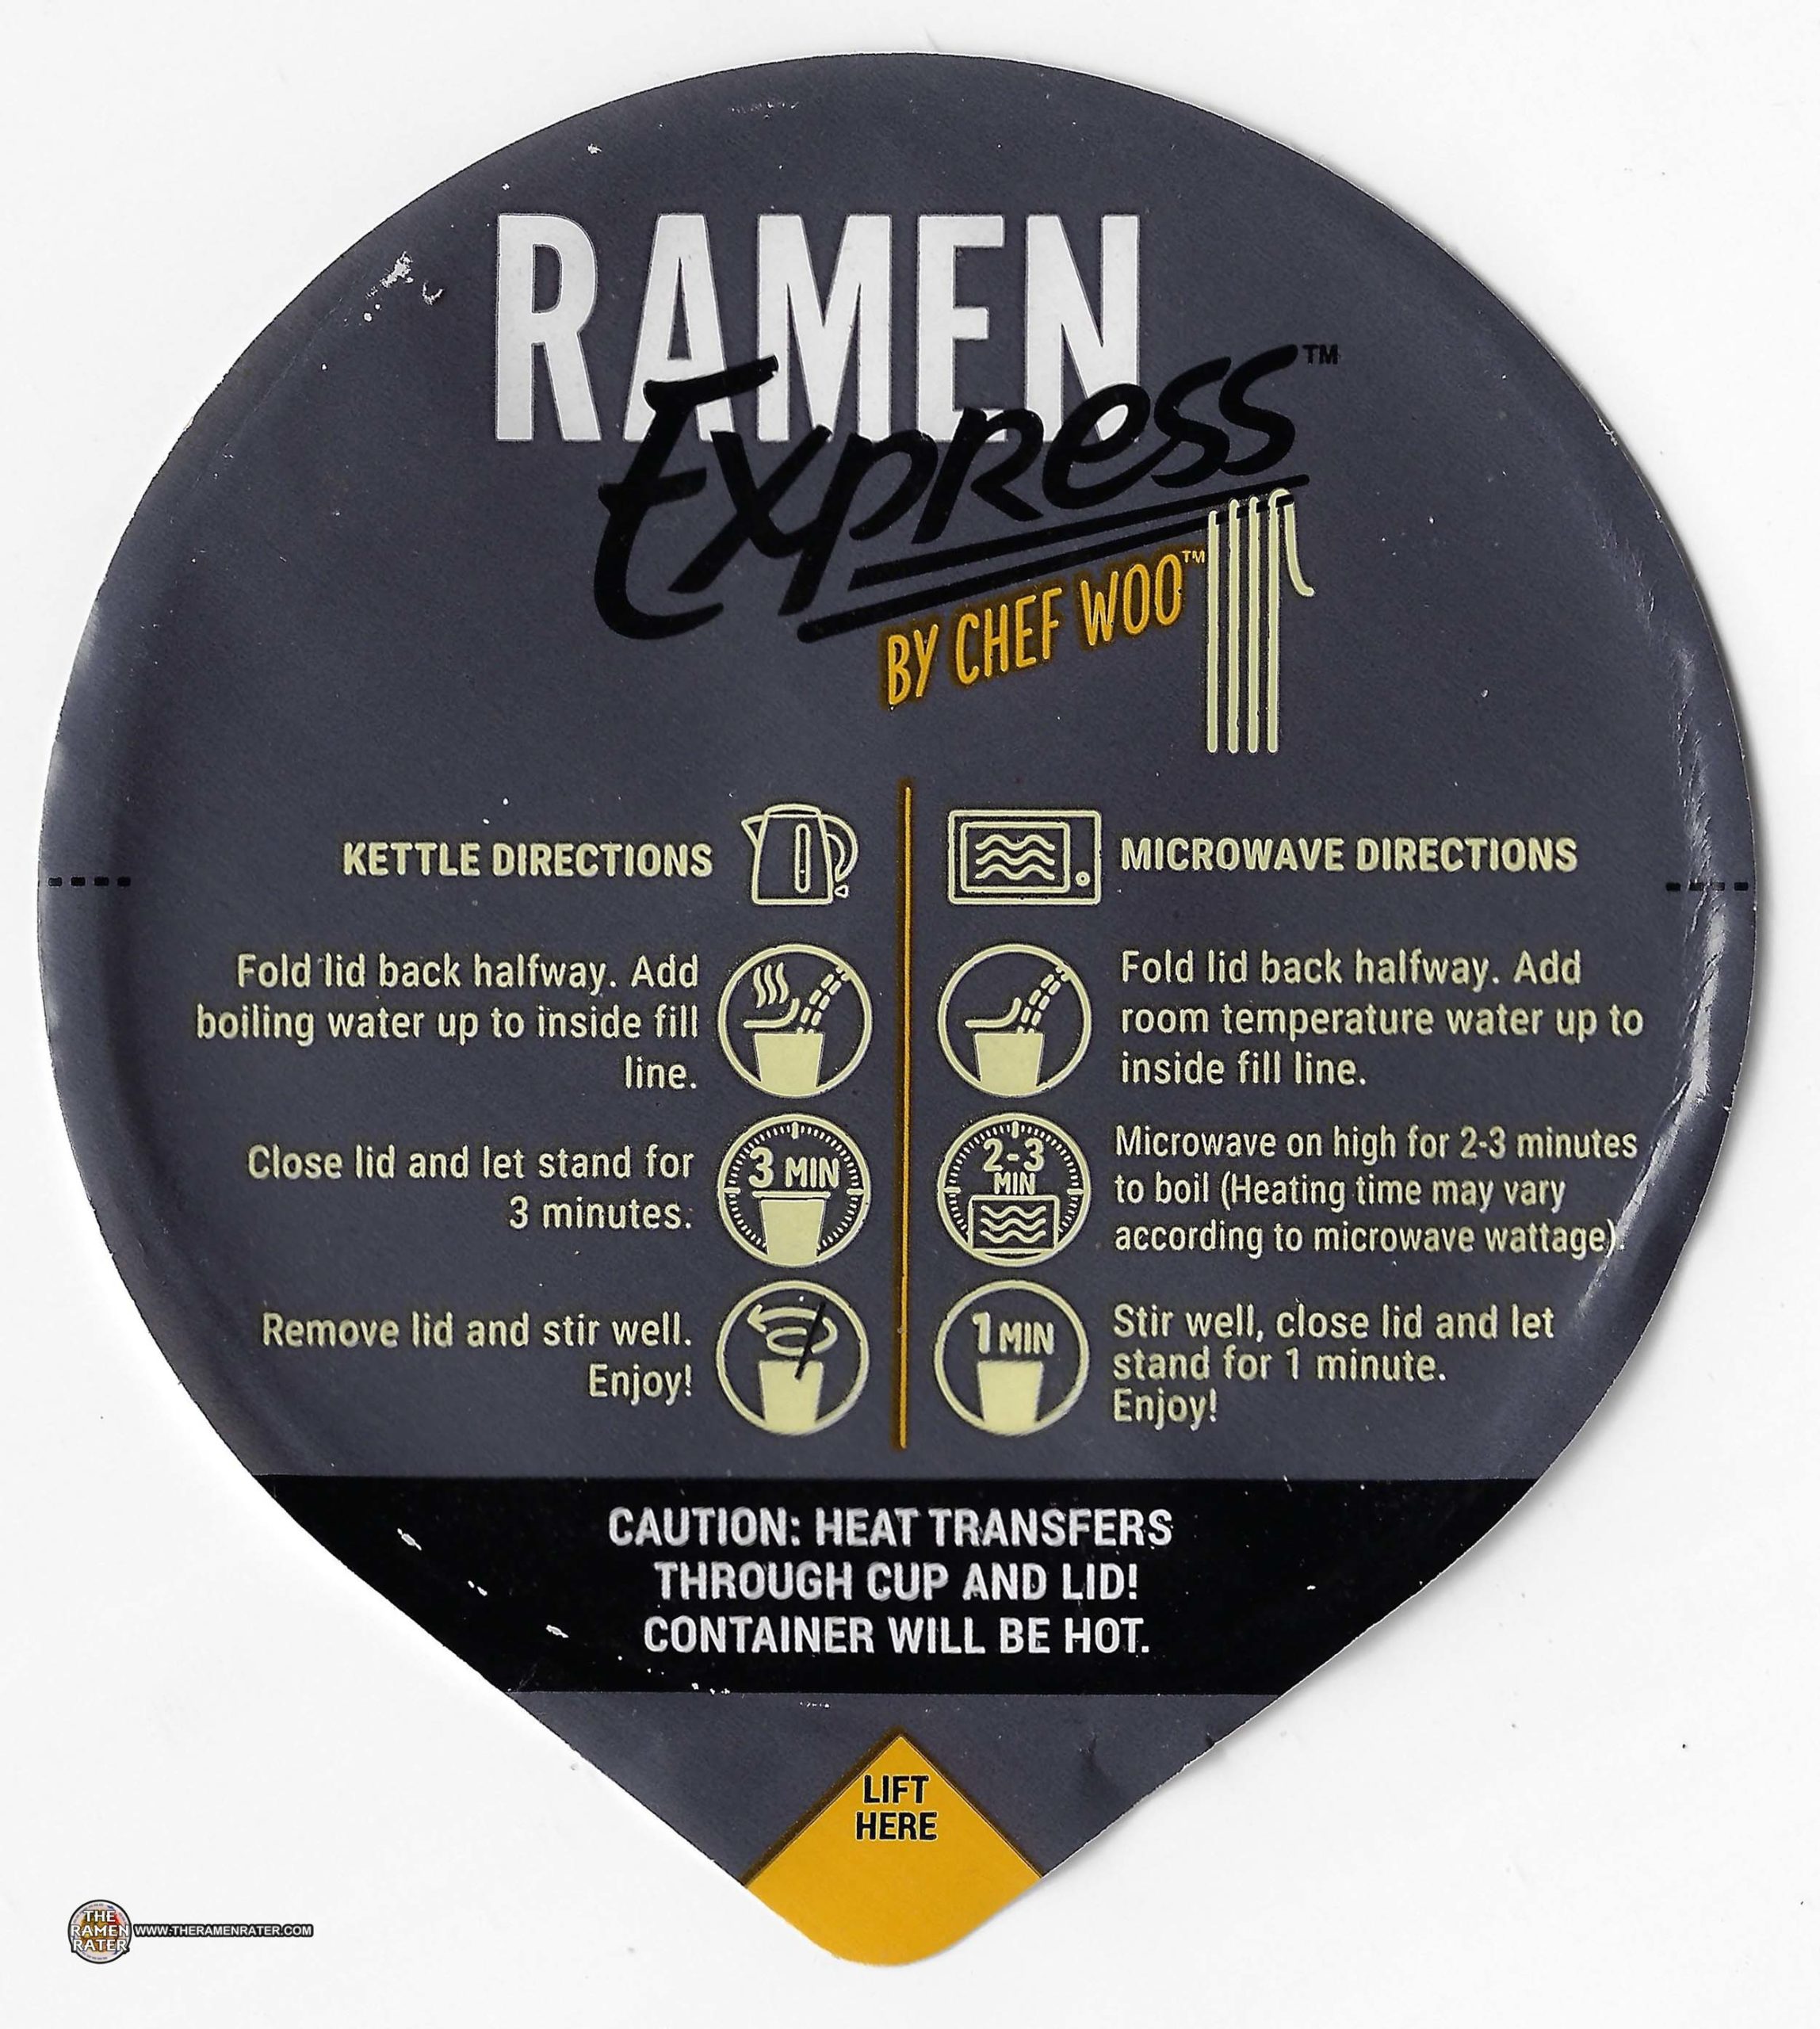 RAMEN
Express™
BY CHEF WOO™
KETTLE DIRECTIONS
Fold lid back halfway. Add
boiling water up to inside fill
line.
Close lid and let stand for
3 minutes.
3 MIN
Remove lid and stir well.
Enjoy!
MICROWAVE DIRECTIONS
Fold lid back halfway. Add
room temperature water up to
inside fill line.
2-3
MIN
Microwave on high for 2-3 minutes
to boil (Heating time may vary
according to microwave wattage).
1 MIN
Stir well, close lid and let
stand for 1 minute.
Enjoy!
CAUTION: HEAT TRANSFERS
THROUGH CUP AND LID!
CONTAINER WILL BE HOT.
LIFT
HERE
THE
RAMEN
RATER
WWW.THERAMENRATER.COM